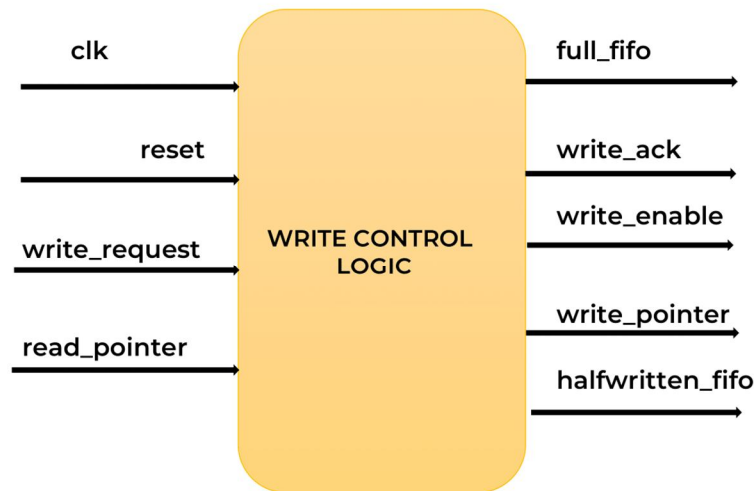 clk
reset
write_request
read_pointer
WRITE CONTROL
LOGIC
full_fifo
write_ack
write_enable
write_pointer
halfwritten_fifo